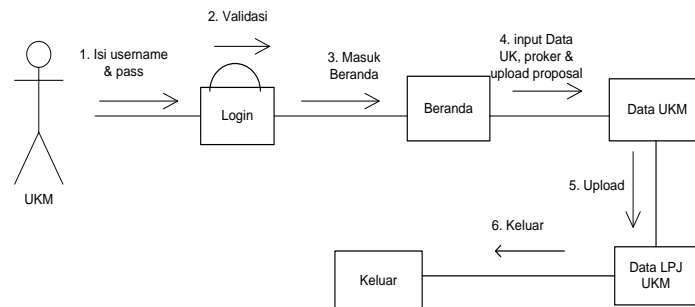 2. Validasi
1. Isi username
& pass
3. Masuk
Beranda
4. input Data
UK, proker &
upload proposal
Login
Beranda
Data UKM
UKM
5. Upload
6. Keluar
Keluar
Data LPJ
UKM